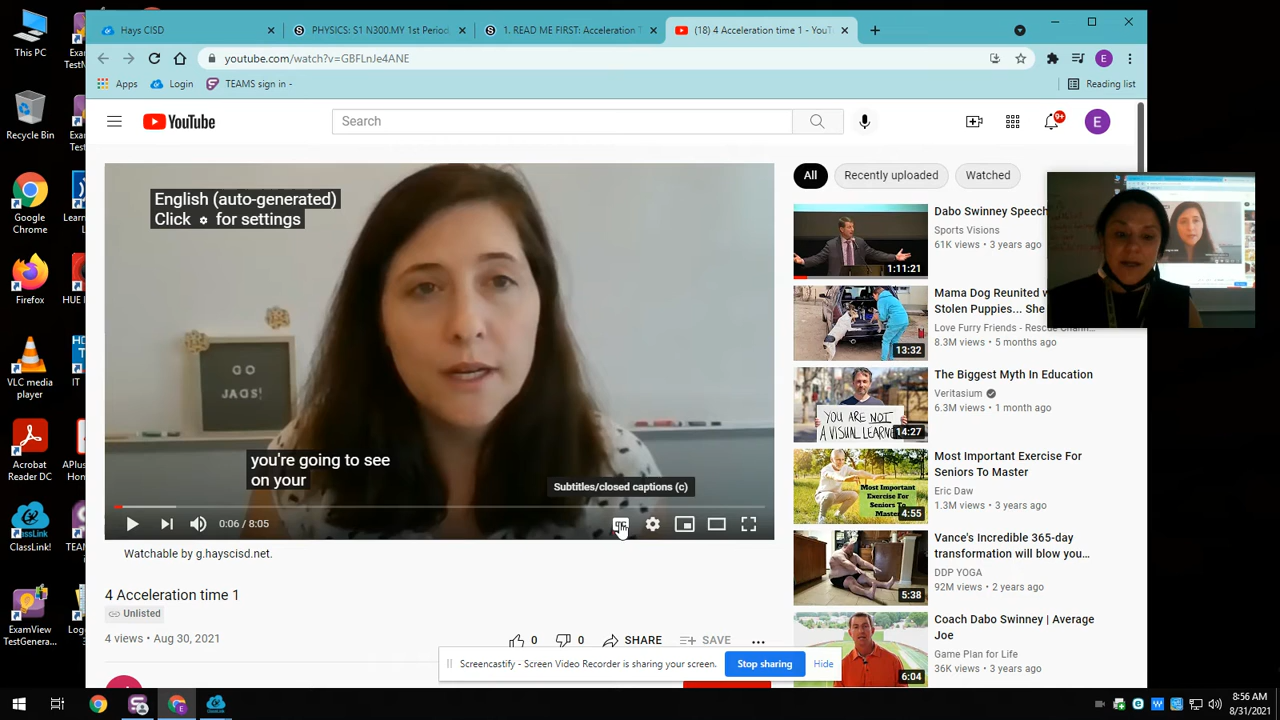 This PC
Recycle Bin
Google
Chrome
Firefox
VLC media
player
Acrobat
Reader DC
ClassLink!
ExamView
TestGenera...
Hays CISD
PHYSICS: S1 N300.MY 1st Period
1. READ ME FIRST: Acceleration T
(18) 4 Acceleration time 1 - YouT
youtube.com/watch?v=GBFLnJe4ANE
Apps
Login
TEAMS sign in -
Reading list
YouTube
Search
9+
E
English (auto-generated)
Click for settings
GO
JAGS!
you're going to see
on your
Subtitles/closed captions (c)
0:06 / 8:05
Watchable by g.hayscisd.net.
4 Acceleration time 1
Unlisted
4 views • Aug 30, 2021
0
0
SHARE
SAVE
All
Recently uploaded
Watched
1:11:21
Dabo Swinney Speech
Sports Visions
61K views • 3 years ago
13:32
Mama Dog Reunited
Stolen Puppies... She
Love Furry Friends - Rescue Chann...
8.3M views • 5 months ago
YOU ARE NOT
A VISUAL LEARNER
14:27
The Biggest Myth In Education
Veritasium
6.3M views • 1 month ago
Most Important
Exercise For
Seniors To
Master
4:55
Most Important Exercise For
Seniors To Master
Eric Daw
1.9M views • 3 years ago
5:38
Vance's Incredible 365-day
transformation will blow you...
DDP YOGA
92M views • 2 years ago
6:04
Coach Dabo Swinney | Average
Joe
Game Plan for Life
36K views • 3 years ago
Screencastify - Screen Video Recorder is sharing your screen.
Stop sharing
Hide
8:56 AM
8/31/2021